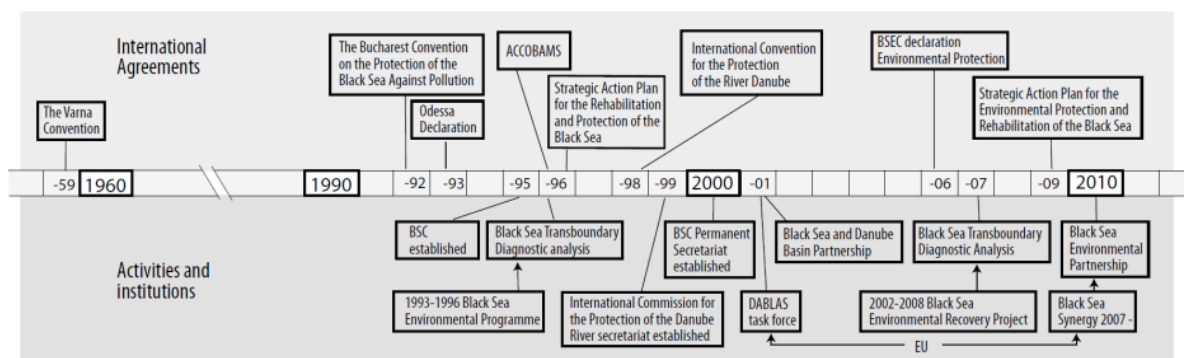 International
Agreements
The Varna
Convention
The Bucharest Convention
on the Protection of the
Black Sea Against Pollution
Odessa
Declaration
ACCOBAMS
Strategic Action Plan
for the Rehabilitation
and Protection of the
Black Sea
International Convention
for the Protection
of the River Danube
BSEC declaration
Environmental Protection
Strategic Action Plan for the
Environmental Protection and
Rehabilitation of the Black Sea
-59 1960 1990 -92 -93 -95 -96 -98 -99 2000 -01 -06 -07 -09 2010
Activities and
institutions
BSC
established
Black Sea Transboundary
Diagnostic analysis
1993-1996 Black Sea
Environmental Programme
International Commission for
the Protection of the Danube
River secretariat established
BSC Permanent
Secretariat
established
DABLAS
task force
Black Sea and Danube
Basin Partnership
Black Sea Transboundary
Diagnostic Analysis
2002-2008 Black Sea
Environmental Recovery Project
Black Sea
Environmental
Partnership
Black Sea
Synergy 2007 -
EU